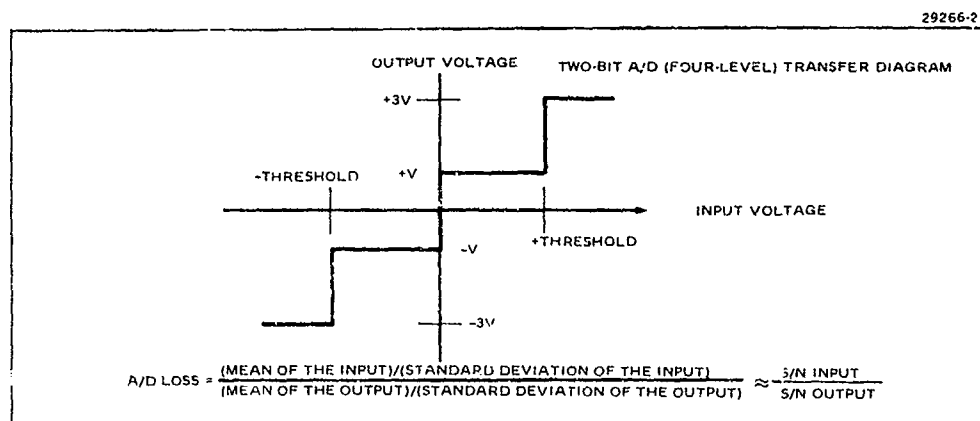 29266-2
OUTPUT VOLTAGE
TWO-BIT A/D (FOUR-LEVEL) TRANSFER DIAGRAM
+3V
-THRESHOLD
+V
INPUT VOLTAGE
+THRESHOLD
-V
-3V
A/D LOSS = (MEAN OF THE INPUT)/(STANDARD DEVIATION OF THE INPUT) ≈ S/N INPUT
(MEAN OF THE OUTPUT)/(STANDARD DEVIATION OF THE OUTPUT) S/N OUTPUT